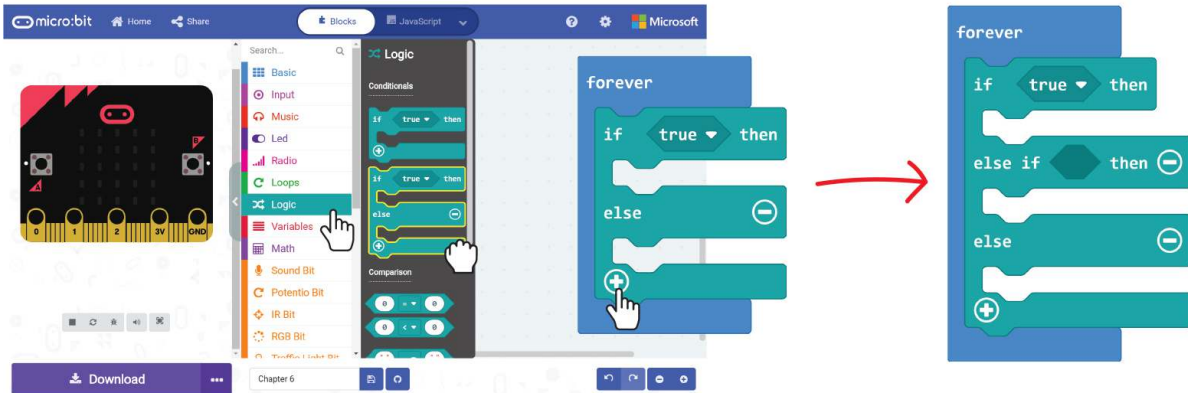 micro:bit Home Share Blocks JavaScript Microsoft
Search...
Basic
Input
Music
Led
Radio
Loops
Logic
Variables
Math
Sound Bit
Potentio Bit
IR Bit
RGB Bit
Traffic Light Bit
Logic
Conditionals
if true then
if true then
else
Comparison
0 = 0
0 < 0
A
B
0 1 2 3V GND
Download
Chapter 6
forever
if true then
else
forever
if true then
else if then
else